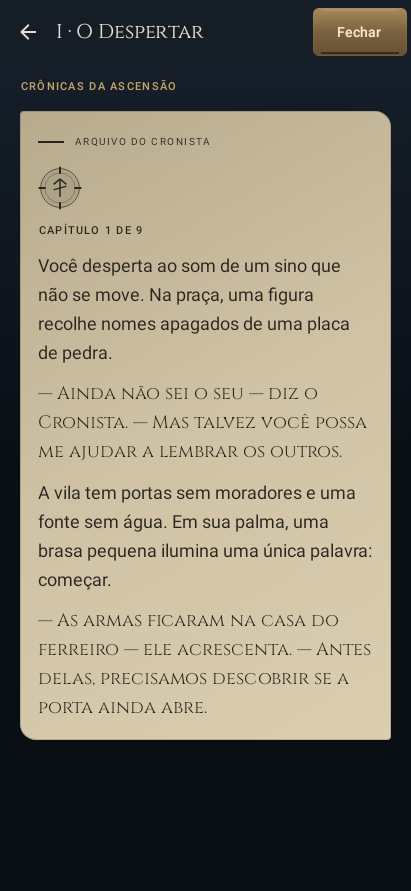 I · O Despertar
Fechar
CRÔNICAS DA ASCENSÃO
ARQUIVO DO CRONISTA
CAPÍTULO 1 DE 9
Você desperta ao som de um sino que
não se move. Na praça, uma figura
recolhe nomes apagados de uma placa
de pedra.
— Ainda não sei o seu — diz o
Cronista. — Mas talvez você possa
me ajudar a lembrar os outros.
A vila tem portas sem moradores e uma
fonte sem água. Em sua palma, uma
brasa pequena ilumina uma única palavra:
começar.
— As armas ficaram na casa do
ferreiro — ele acrescenta. — Antes
delas, precisamos descobrir se a
porta ainda abre.